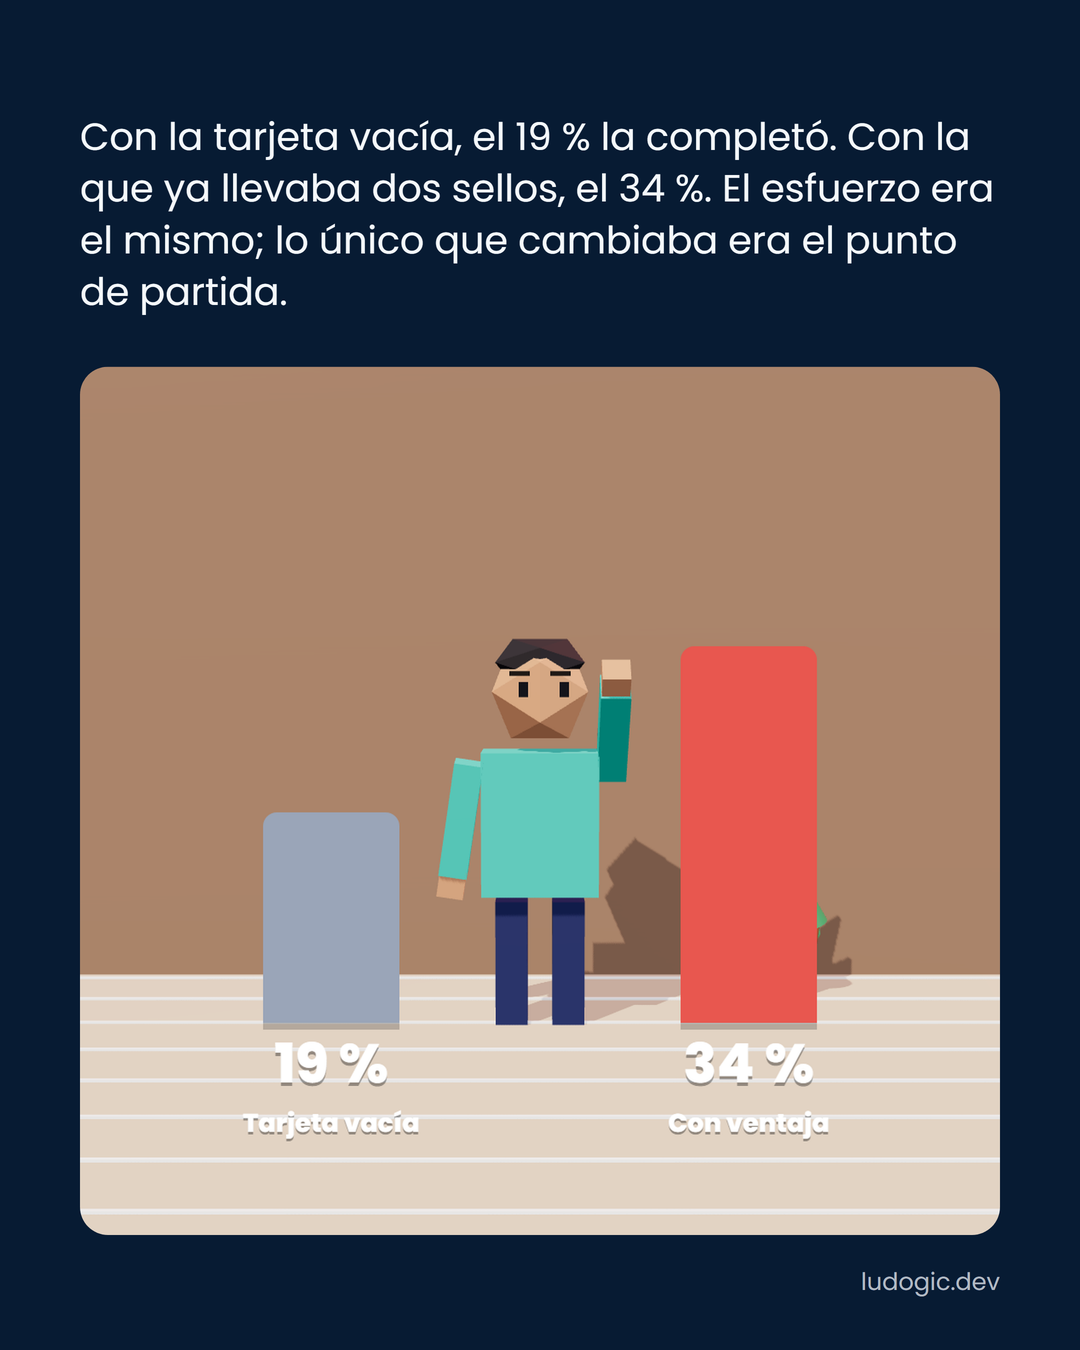 Con la tarjeta vacía, el 19 % la completó. Con la
que ya llevaba dos sellos, el 34 %. El esfuerzo era
el mismo; lo único que cambiaba era el punto
de partida.
19 %
Tarjeta vacía
34 %
Con ventaja
ludogic.dev